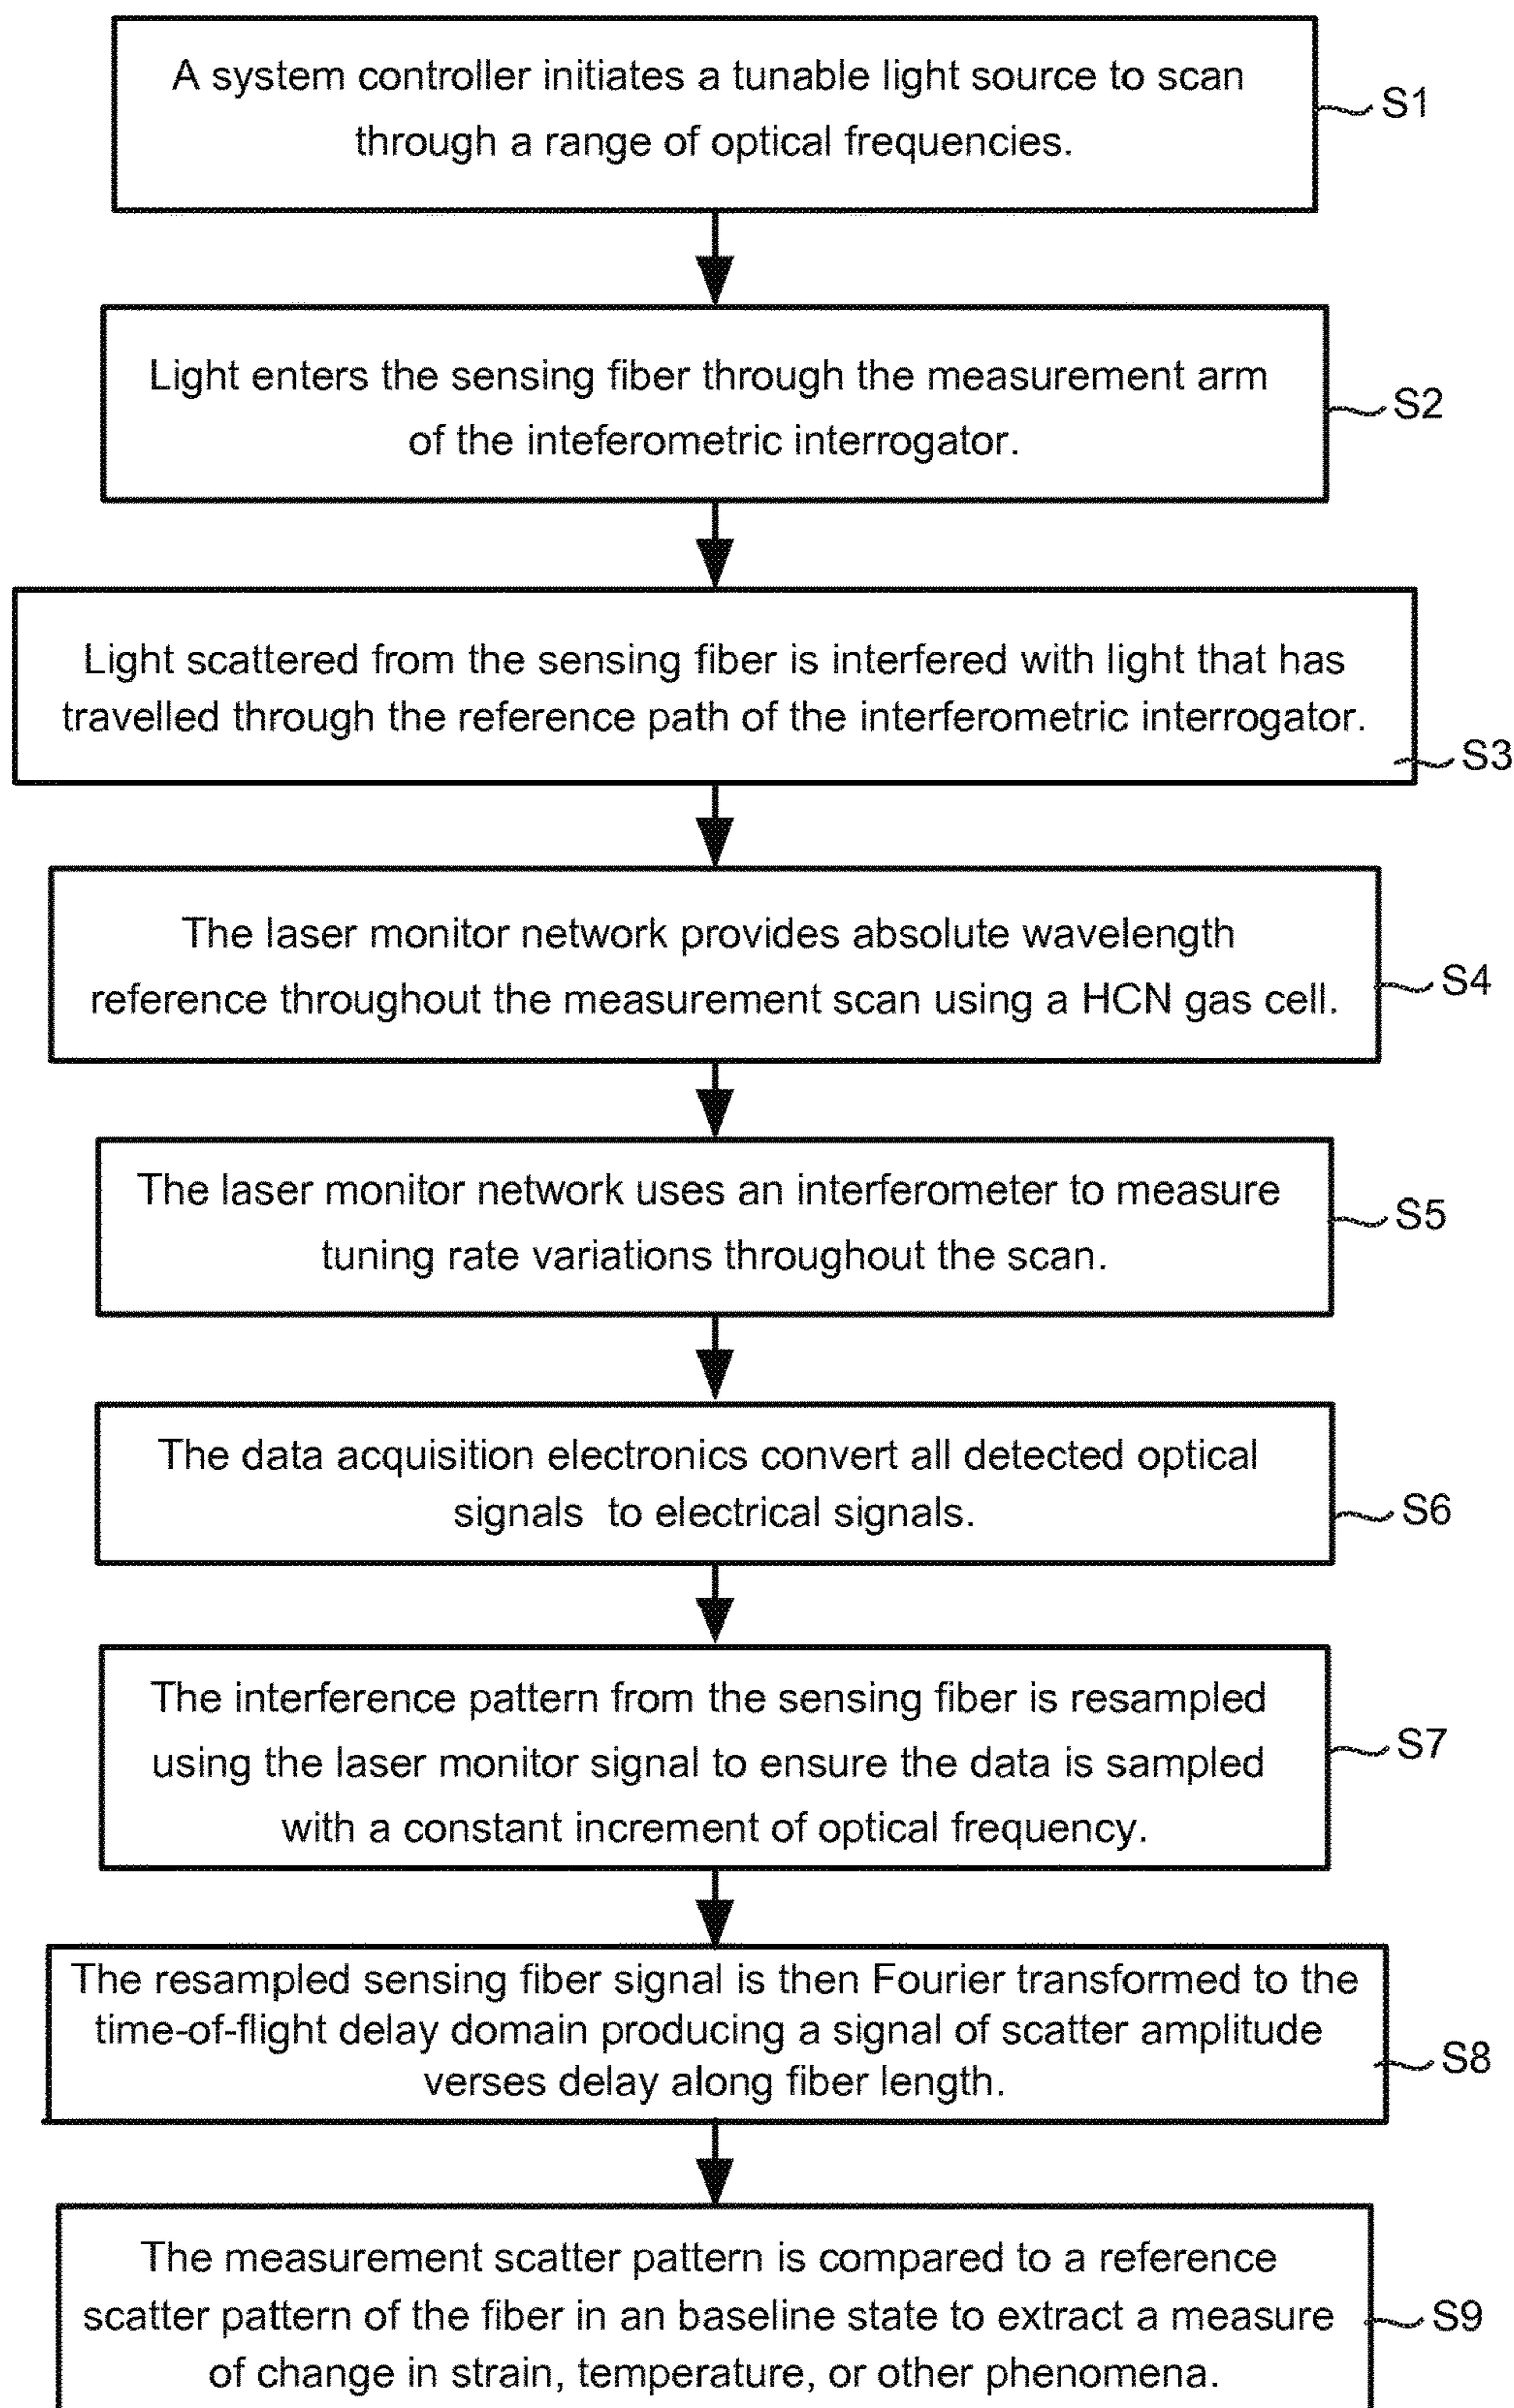 A system controller initiates a tunable light source to scan
through a range of optical frequencies.
S1
Light enters the sensing fiber through the measurement arm
of the inteferometric interrogator.
S2
Light scattered from the sensing fiber is interfered with light that has
travelled through the reference path of the interferometric interrogator.
S3
The laser monitor network provides absolute wavelength
reference throughout the measurement scan using a HCN gas cell.
S4
The laser monitor network uses an interferometer to measure
tuning rate variations throughout the scan.
S5
The data acquisition electronics convert all detected optical
signals  to electrical signals.
S6
The interference pattern from the sensing fiber is resampled
using the laser monitor signal to ensure the data is sampled
with a constant increment of optical frequency.
S7
The resampled sensing fiber signal is then Fourier transformed to the
time-of-flight delay domain producing a signal of scatter amplitude
verses delay along fiber length.
S8
The measurement scatter pattern is compared to a reference
scatter pattern of the fiber in an baseline state to extract a measure
of change in strain, temperature, or other phenomena.
S9